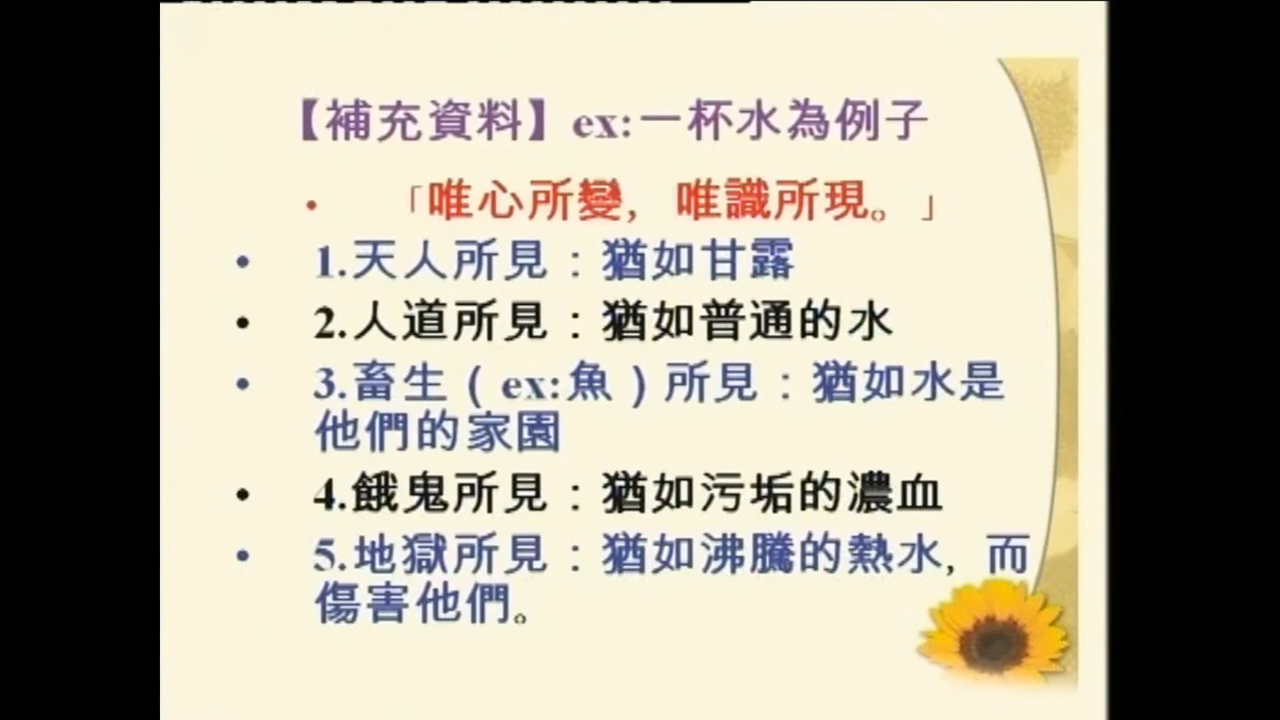 【補充資料】ex:一杯水為例子
• 「唯心所變，唯識所現。」
• 1.天人所見：猶如甘露
• 2.人道所見：猶如普通的水
• 3.畜生（ex:魚）所見：猶如水是
他們的家園
• 4.餓鬼所見：猶如污垢的濃血
• 5.地獄所見：猶如沸騰的熱水，而
傷害他們。